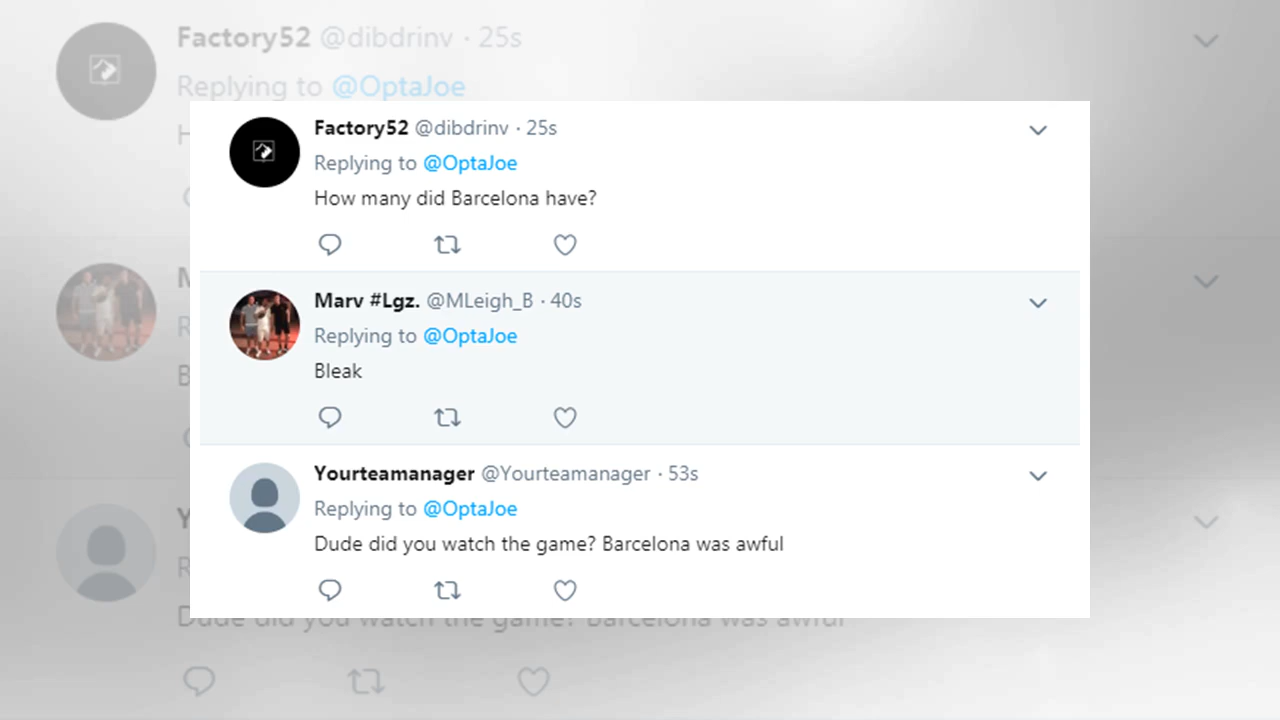 Factory52 @dibdrinv · 25s
Replying to @OptaJoe
Factory52 @dibdrinv · 25s
Replying to @OptaJoe
How many did Barcelona have?
Marv #Lgz. @MLeigh_B · 40s
Replying to @OptaJoe
Bleak
Yourteamanager @Yourteamanager · 53s
Replying to @OptaJoe
Dude did you watch the game? Barcelona was awful
Dude did you watch the game? Barcelona was awful